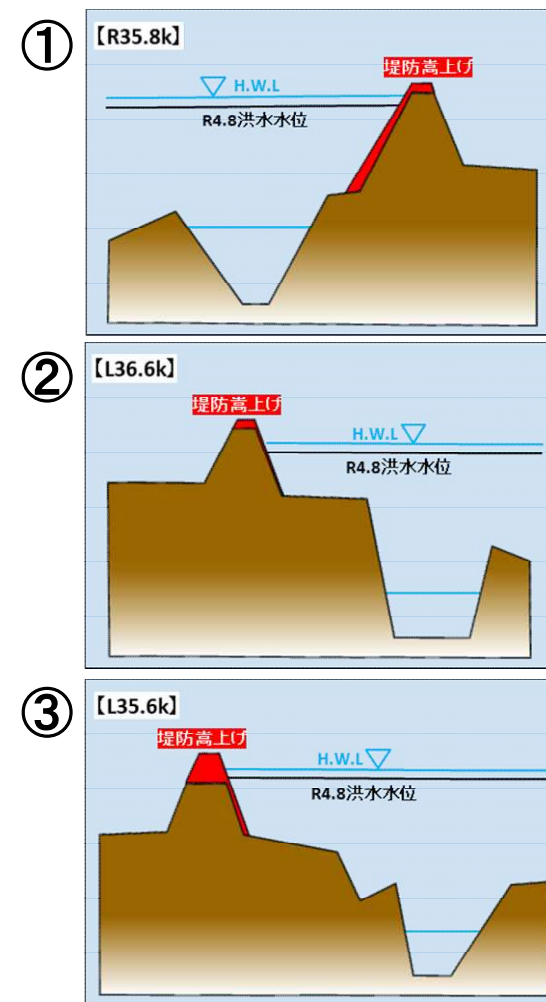 ①
【R35.8k】
堤防嵩上げ
H.W.L
R4.8洪水水位
②
【L36.6k】
堤防嵩上げ
H.W.L
R4.8洪水水位
③
【L35.6k】
堤防嵩上げ
H.W.L
R4.8洪水水位